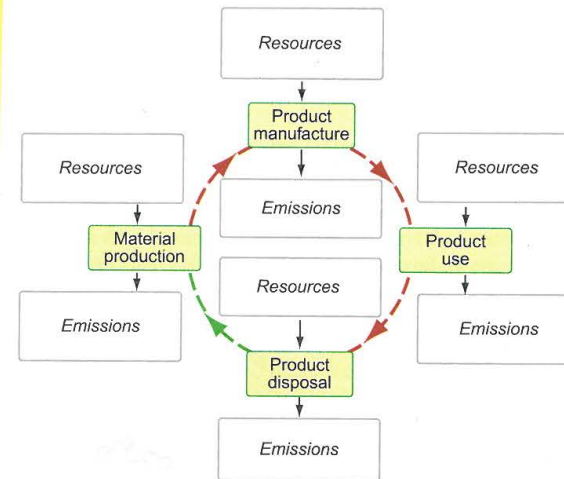 Resources
Product
manufacture
Resources
Resources
Emissions
Material
production
Product
use
Resources
Emissions
Emissions
Product
disposal
Emissions